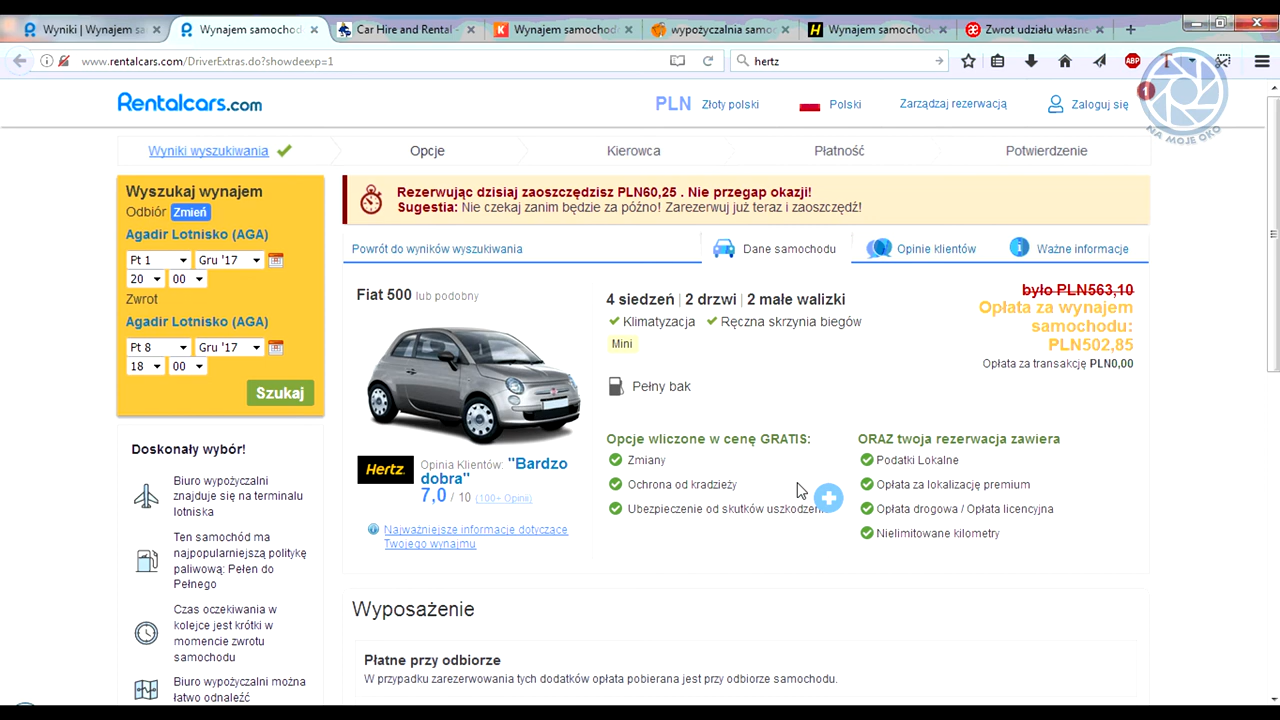 Wyniki | Wynajem sa
Wynajem samochod
Car Hire and Rental -
Wynajem samochod
wypożyczalnia samo
Wynajem samochod
Zwrot udziału własne
www.rentalcars.com/DriverExtras.do?showdeexp=1
hertz
ABP
Rentalcars.com
PLN Złoty polski
Polski
Zarządzaj rezerwacją
Zaloguj się
1
NA MOJE OKO
Wyniki wyszukiwania
Opcje
Kierowca
Płatność
Potwierdzenie
Wyszukaj wynajem
Odbiór Zmień
Agadir Lotnisko (AGA)
Pt 1 Gru '17
20 00
Zwrot
Agadir Lotnisko (AGA)
Pt 8 Gru '17
18 00
Szukaj
Doskonały wybór!
Biuro wypożyczalni
znajduje się na terminalu
lotniska
Ten samochód ma
najpopularniejszą politykę
paliwową: Pełen do
Pełnego
Czas oczekiwania w
kolejce jest krótki w
momencie zwrotu
samochodu
Biuro wypożyczalni można
łatwo odnaleźć
Rezerwując dzisiaj zaoszczędzisz PLN60,25 . Nie przegap okazji!
Sugestia: Nie czekaj zanim będzie za późno! Zarezerwuj już teraz i zaoszczędź!
Powrót do wyników wyszukiwania
Dane samochodu
Opinie klientów
Ważne informacje
Fiat 500 lub podobny
Hertz
Opinia Klientów: "Bardzo
dobra"
7,0 / 10 (100+ Opinie)
Najważniejsze informacje dotyczące
Twojego wynajmu
4 siedzeń | 2 drzwi | 2 małe walizki
Klimatyzacja Ręczna skrzynia biegów
Mini
Pełny bak
było PLN563,10
Opłata za wynajem
samochodu:
PLN502,85
Opłata za transakcję PLN0,00
Opcje wliczone w cenę GRATIS:
Zmiany
Ochrona od kradzieży
Ubezpieczenie od skutków uszkodzeń
ORAZ twoja rezerwacja zawiera
Podatki Lokalne
Opłata za lokalizację premium
Opłata drogowa / Opłata licencyjna
Nielimitowane kilometry
Wyposażenie
Płatne przy odbiorze
W przypadku zarezerwowania tych dodatków opłata pobierana jest przy odbiorze samochodu.